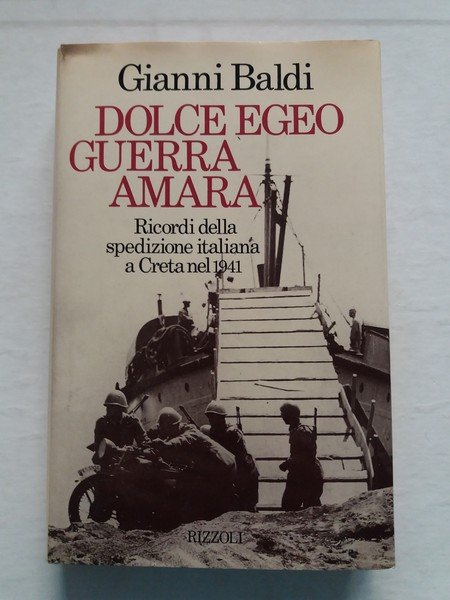 Gianni Baldi
DOLCE EGEO
GUERRA
AMARA
Ricordi della
spedizione italiana
a Creta nel 1941
RIZZOLI